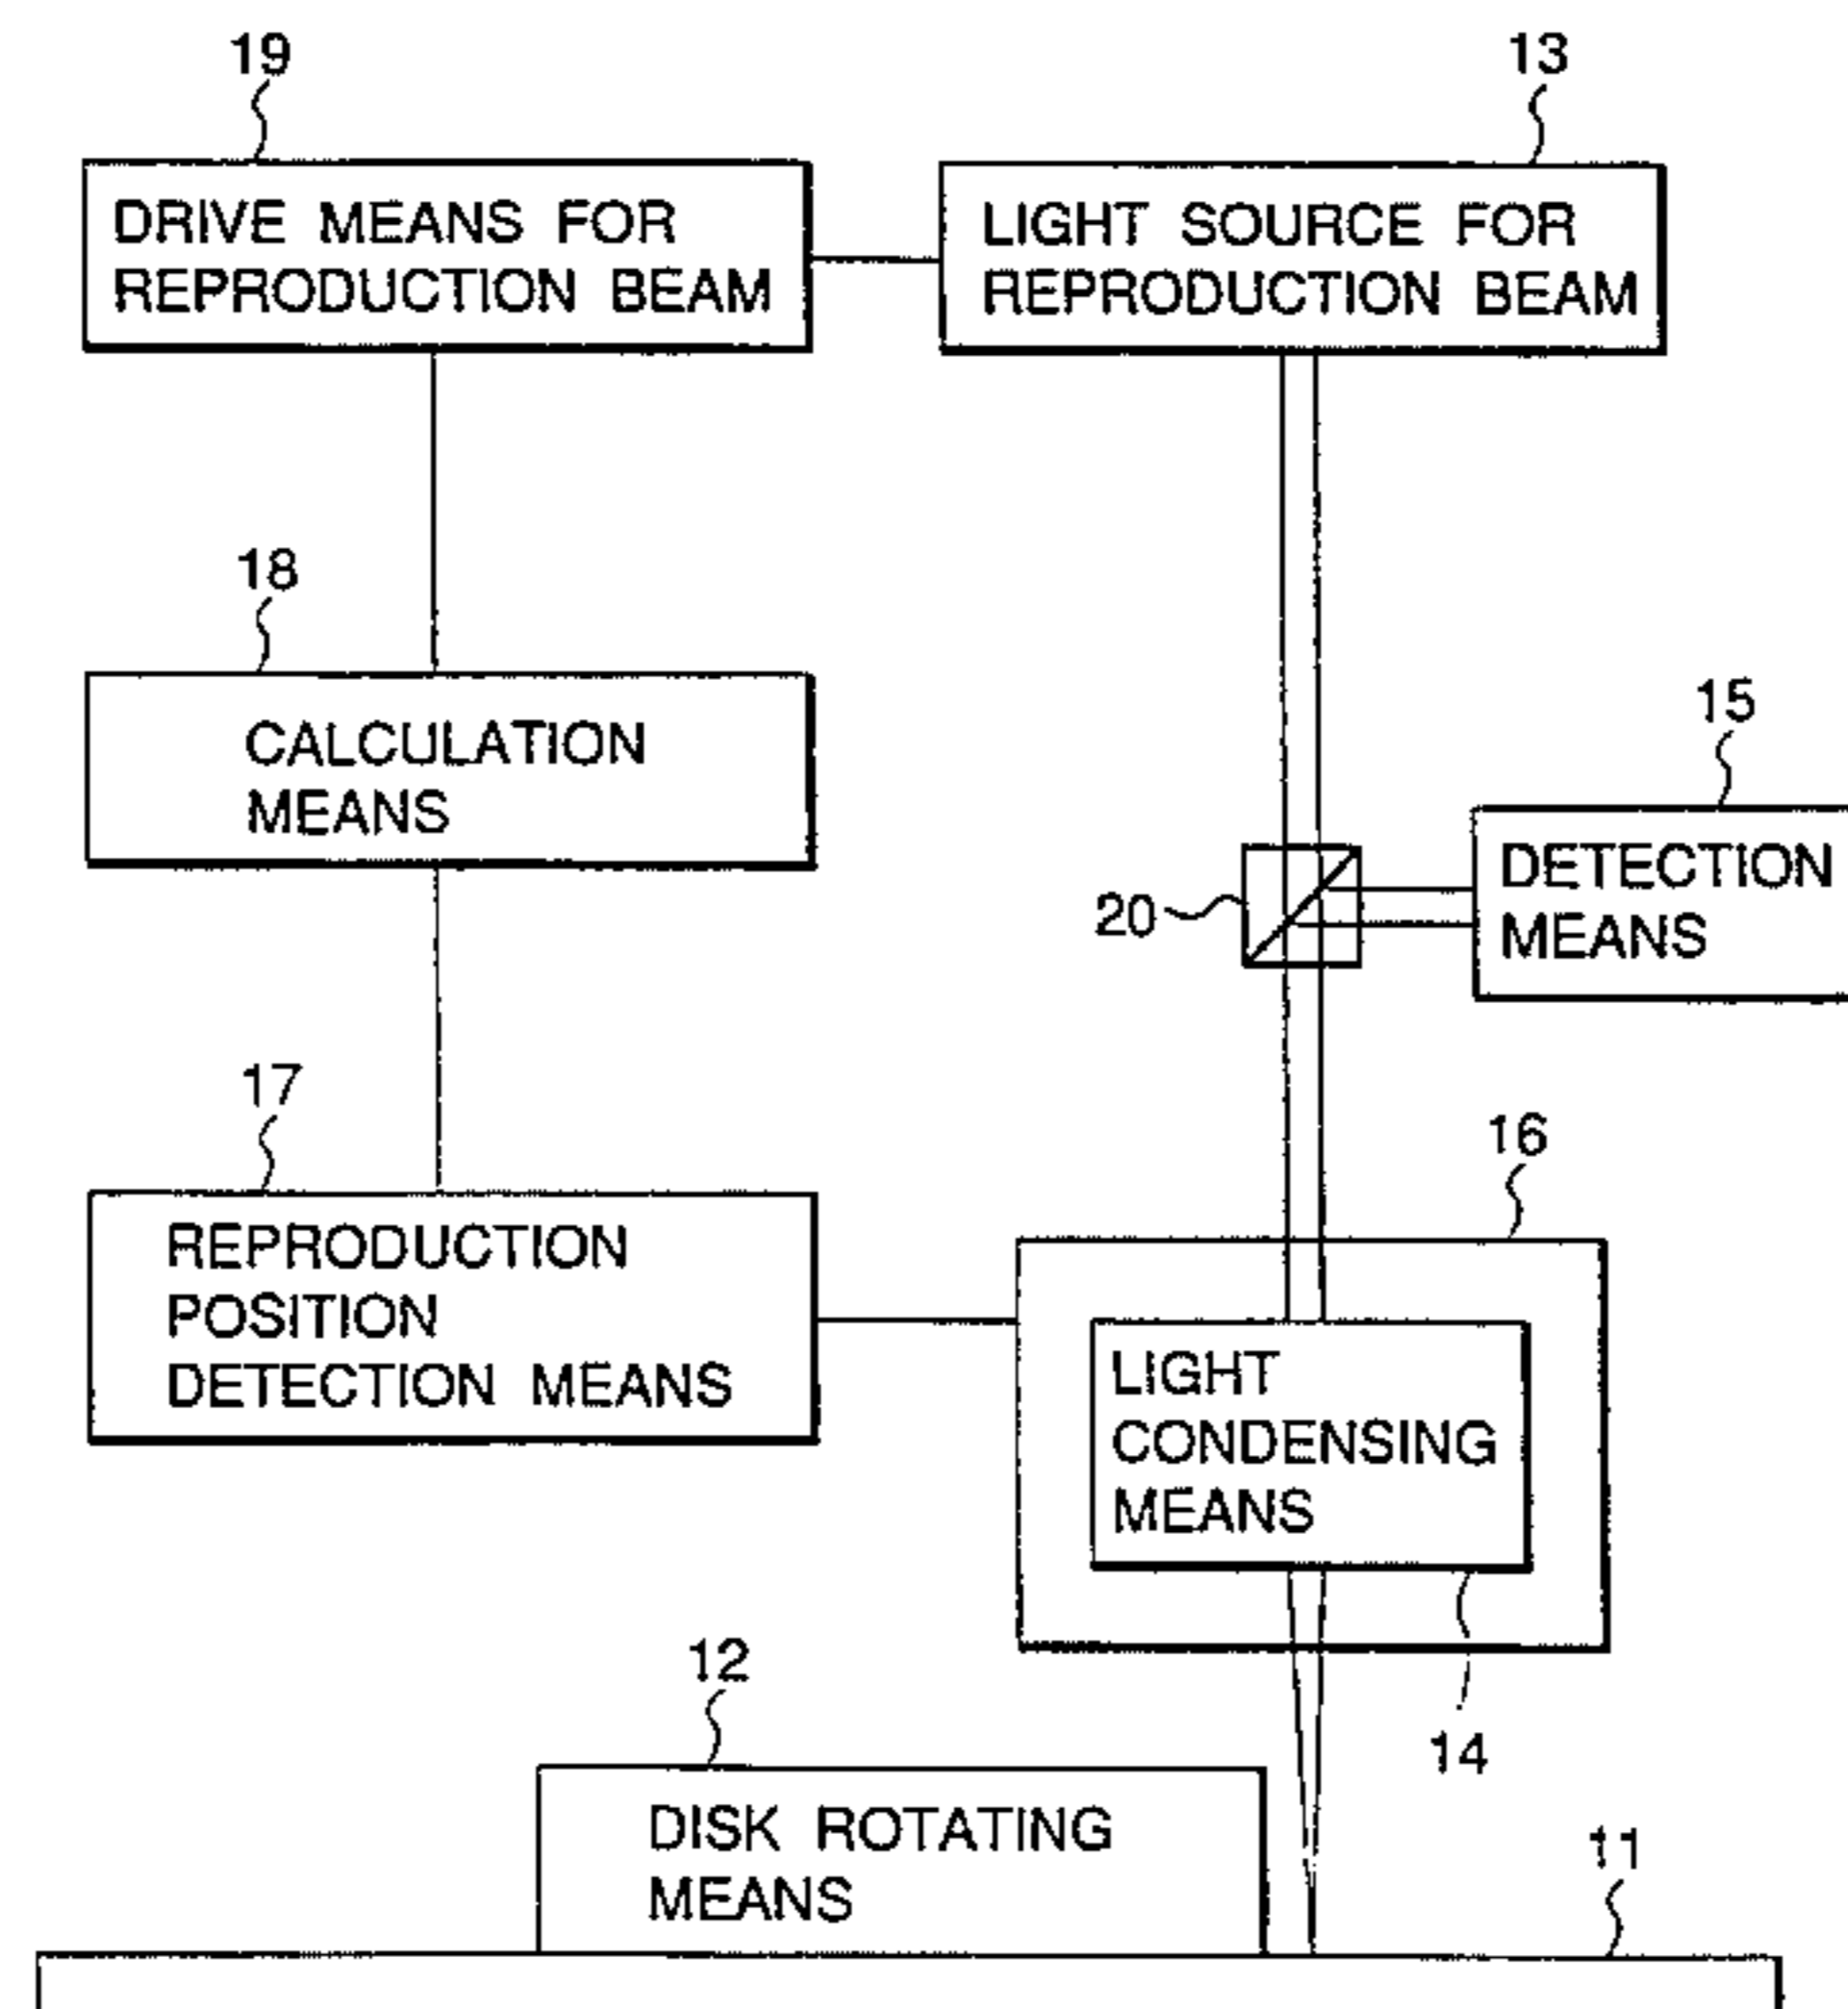 19
13
DRIVE MEANS FOR
REPRODUCTION BEAM
LIGHT SOURCE FOR
REPRODUCTION BEAM
18
CALCULATION
MEANS
15
DETECTION
MEANS
20
17
REPRODUCTION
POSITION
DETECTION MEANS
16
LIGHT
CONDENSING
MEANS
14
12
DISK ROTATING
MEANS
11